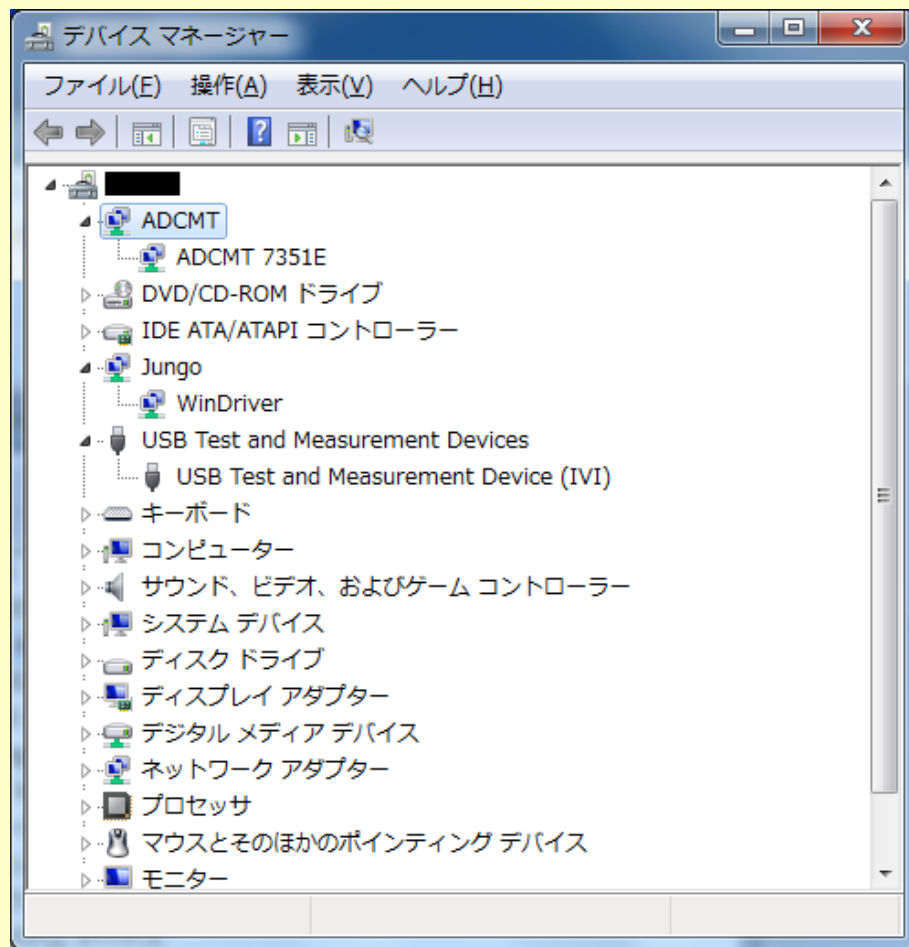 デバイス マネージャー
ファイル(F) 操作(A) 表示(V) ヘルプ(H)
ADCMT
ADCMT 7351E
DVD/CD-ROM ドライブ
IDE ATA/ATAPI コントローラー
Jungo
WinDriver
USB Test and Measurement Devices
USB Test and Measurement Device (IVI)
キーボード
コンピューター
サウンド、ビデオ、およびゲーム コントローラー
システム デバイス
ディスク ドライブ
ディスプレイ アダプター
デジタル メディア デバイス
ネットワーク アダプター
プロセッサ
マウスとそのほかのポインティング デバイス
モニター